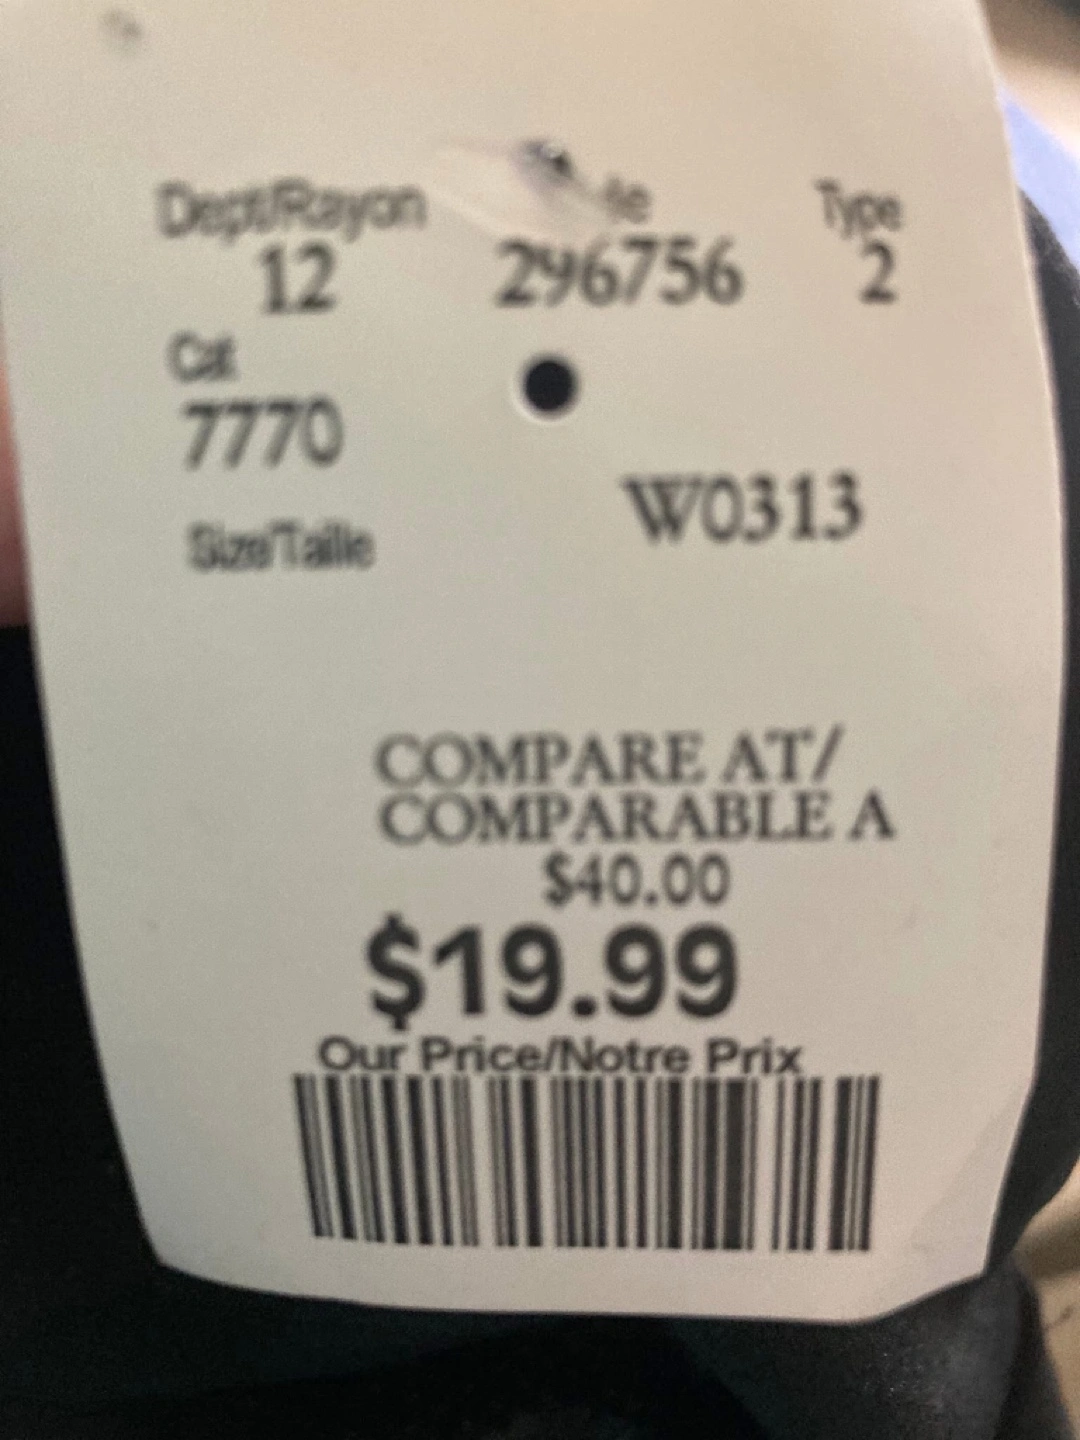 Dept/Rayon Type
12 296756 2
Cat
7770
W0313
Size/Taille
COMPARE AT/
COMPARABLE A
$40.00
$19.99
Our Price/Notre Prix